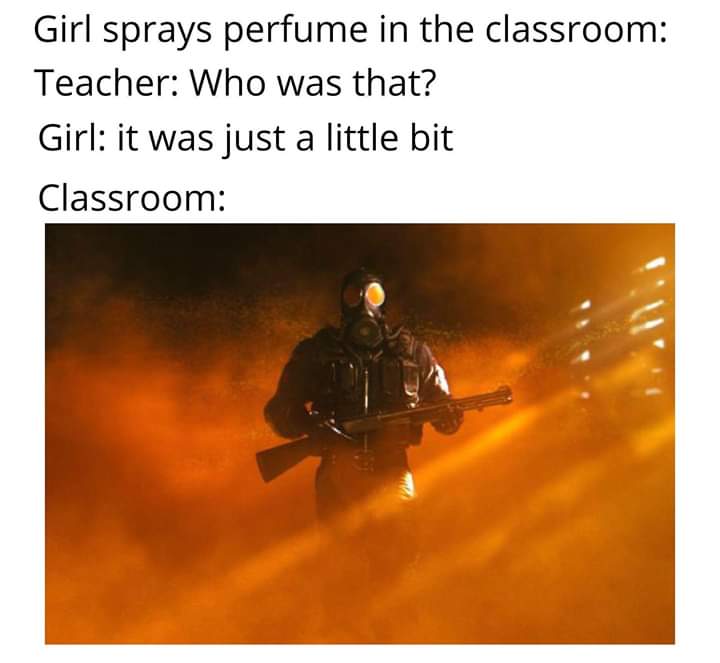 Girl sprays perfume in the classroom:
Teacher: Who was that?
Girl: it was just a little bit
Classroom: